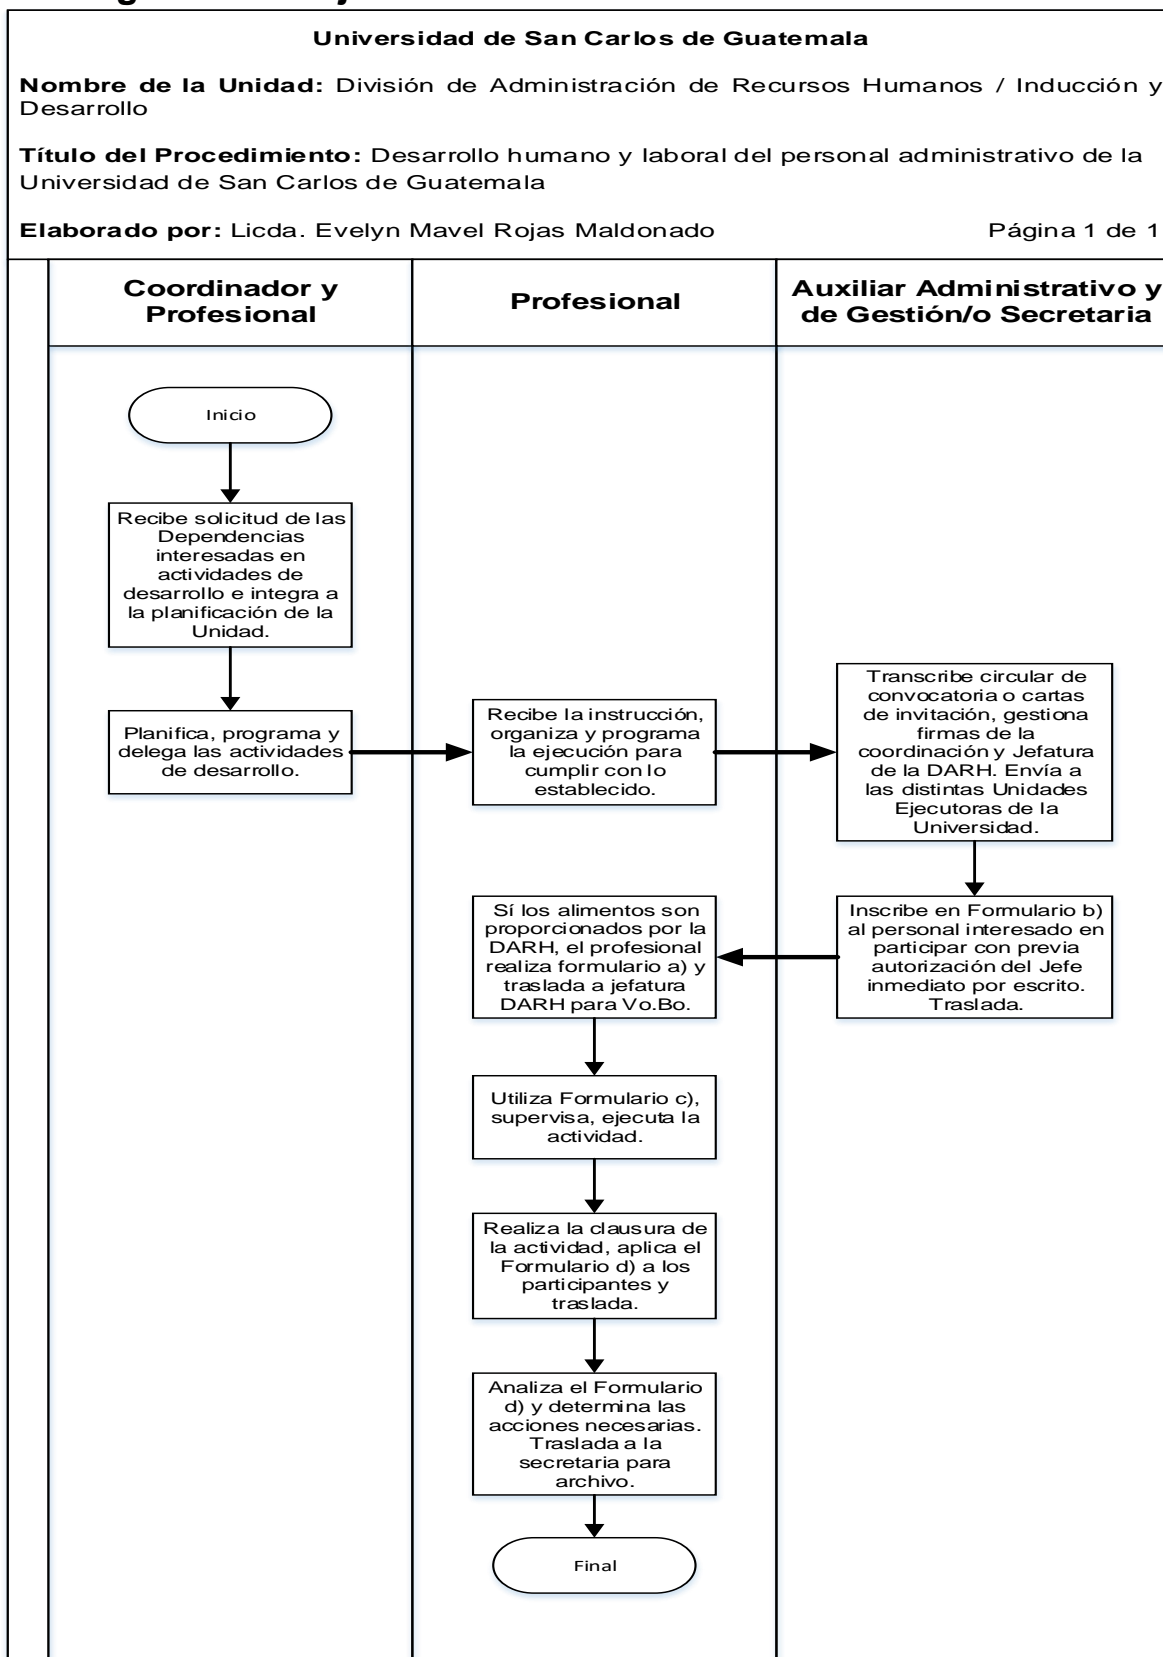 Universidad de San Carlos de Guatemala
Nombre de la Unidad: División de Administración de Recursos Humanos / Inducción y
Desarrollo
Título del Procedimiento: Desarrollo humano y laboral del personal administrativo de la
Universidad de San Carlos de Guatemala
Elaborado por: Licda. Evelyn Mavel Rojas Maldonado Página 1 de 1
Coordinador y
Profesional
Profesional
Auxiliar Administrativo y
de Gestión/o Secretaria
Inicio
Recibe solicitud de las
Dependencias
interesadas en
actividades de
desarrollo e integra a
la planificación de la
Unidad.
Planifica, programa y
delega las actividades
de desarrollo.
Recibe la instrucción,
organiza y programa
la ejecución para
cumplir con lo
establecido.
Transcribe circular de
convocatoria o cartas
de invitación, gestiona
firmas de la
coordinación y Jefatura
de la DARH. Envía a
las distintas Unidades
Ejecutoras de la
Universidad.
Inscribe en Formulario b)
al personal interesado en
participar con previa
autorización del Jefe
inmediato por escrito.
Traslada.
Sí los alimentos son
proporcionados por la
DARH, el profesional
realiza formulario a) y
traslada a jefatura
DARH para Vo.Bo.
Utiliza Formulario c),
supervisa, ejecuta la
actividad.
Realiza la clausura de
la actividad, aplica el
Formulario d) a los
participantes y
traslada.
Analiza el Formulario
d) y determina las
acciones necesarias.
Traslada a la
secretaria para
archivo.
Final